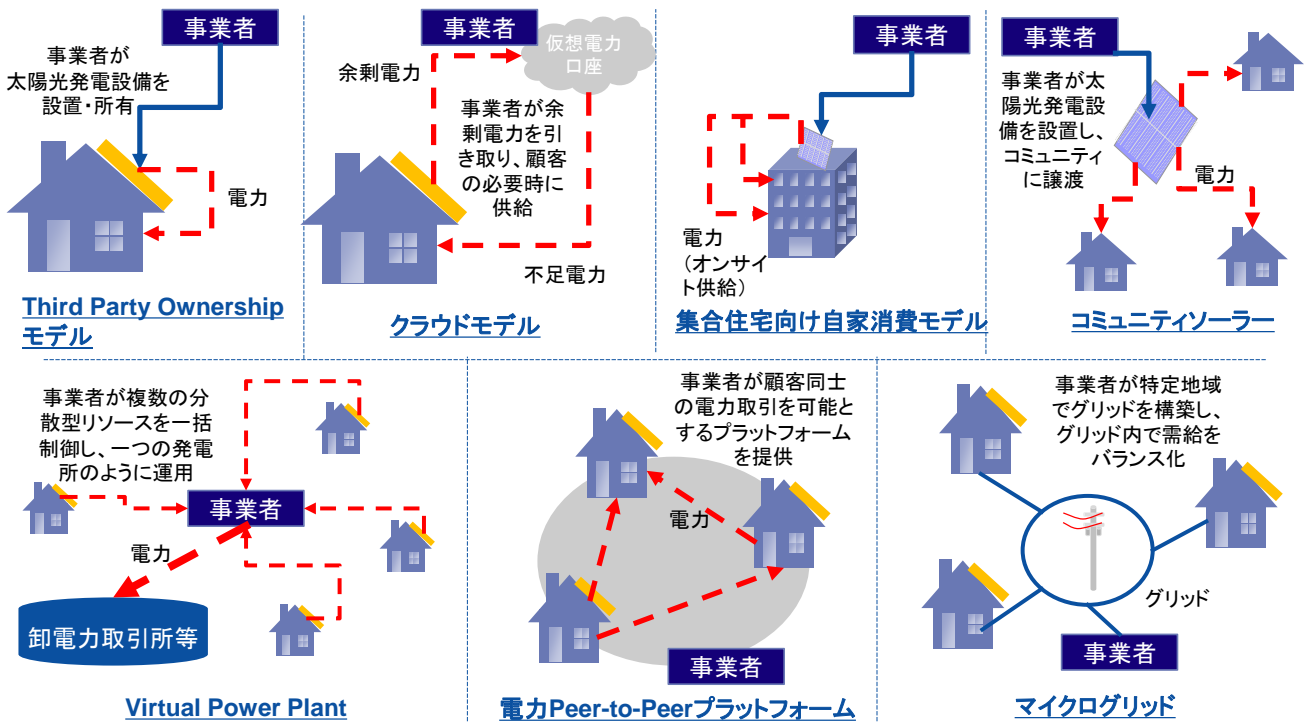 事業者
事業者が
太陽光発電設備を
設置・所有
電力
Third Party Ownership
モデル
事業者
仮想電力
口座
余剰電力
事業者が余
剰電力を引
き取り、顧客
の必要時に
供給
不足電力
クラウドモデル
事業者
電力
（オンサイ
ト供給）
集合住宅向け自家消費モデル
事業者
事業者が太
陽光発電設
備を設置し、
コミュニティ
に譲渡
電力
コミュニティソーラー
事業者が複数の分
散型リソースを一括
制御し、一つの発電
所のように運用
事業者
電力
卸電力取引所等
Virtual Power Plant
事業者が顧客同士
の電力取引を可能と
するプラットフォーム
を提供
電力
事業者
電力Peer-to-Peerプラットフォーム
事業者が特定地域
でグリッドを構築し、
グリッド内で需給を
バランス化
グリッド
事業者
マイクログリッド